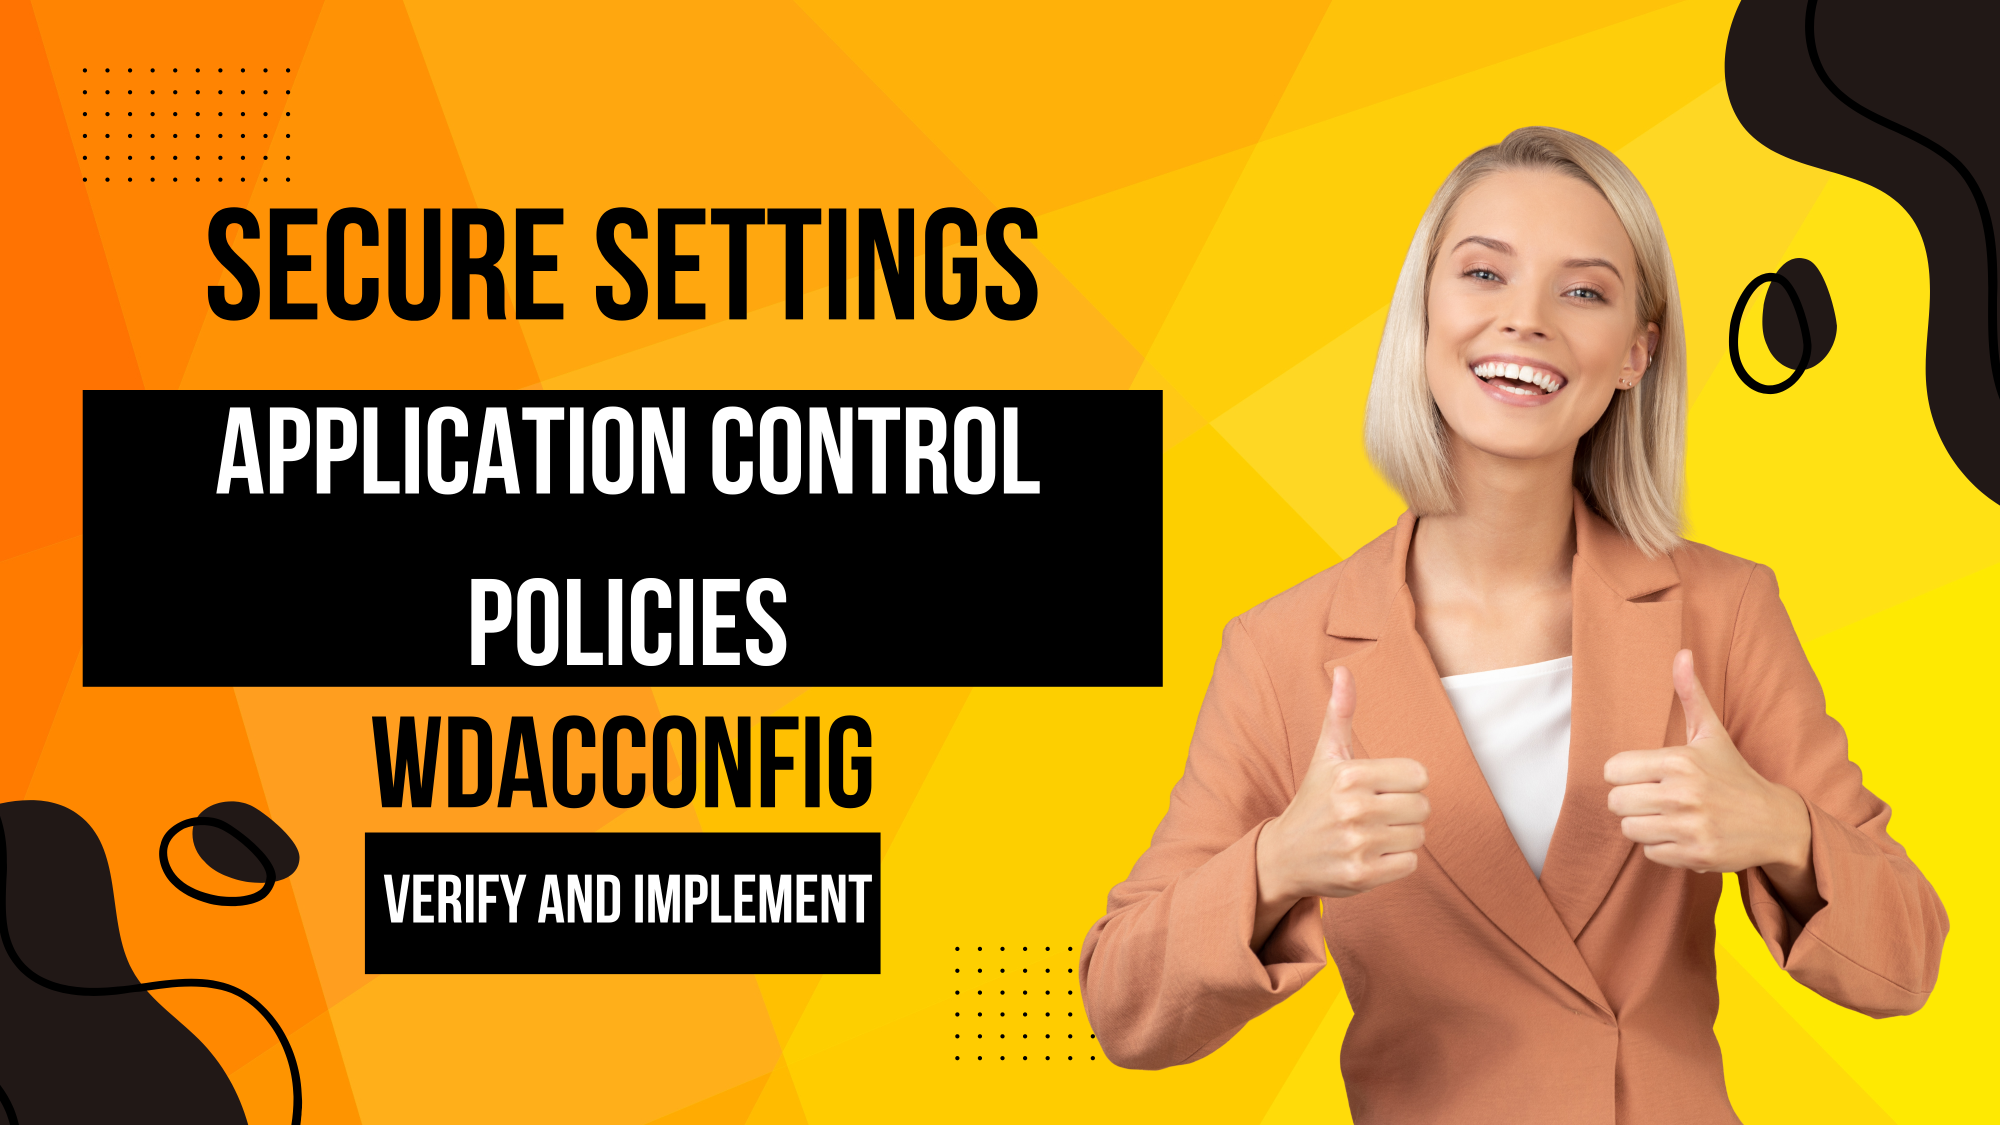 SECURE SETTINGS
APPLICATION CONTROL
POLICIES
WDACCONFIG
VERIFY AND IMPLEMENT